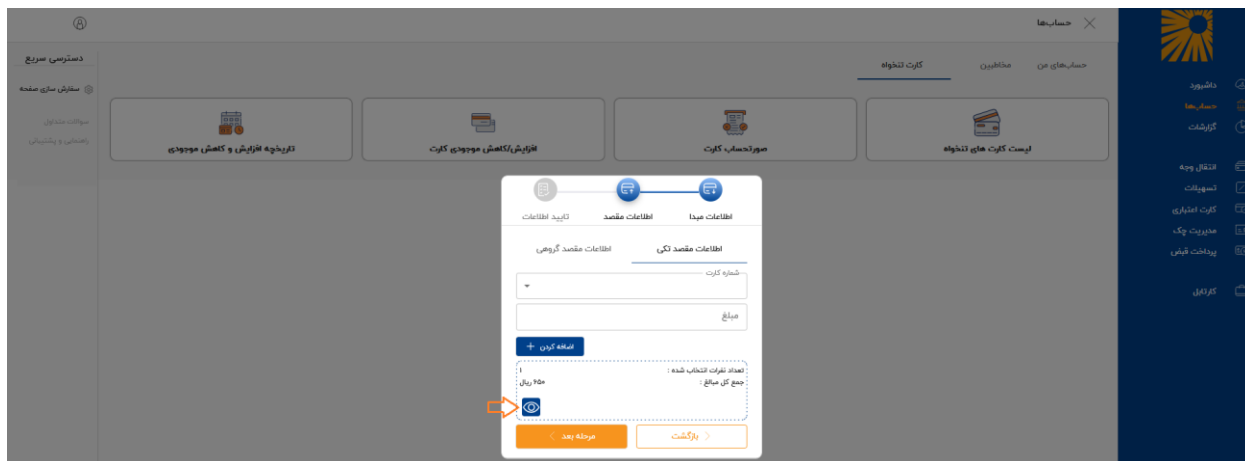 حساب‌ها
داشبورد
حساب‌ها
گزارشات
انتقال وجه
تسهیلات
کارت اعتباری
مدیریت چک
پرداخت قبض
کارتابل
حساب‌های من
مخاطبین
کارت تنخواه
لیست کارت های تنخواه
صورتحساب کارت
افزایش/کاهش موجودی کارت
تاریخچه افزایش و کاهش موجودی
دسترسی سریع
سفارش سازی صفحه
سوالات متداول
راهنمایی و پشتیبانی
اطلاعات مبدا
اطلاعات مقصد
تایید اطلاعات
اطلاعات مقصد تکی
اطلاعات مقصد گروهی
شماره کارت
مبلغ
اضافه کردن +
تعداد نفرات انتخاب شده : ۱
جمع کل مبالغ : ۶۵۰ ریال
بازگشت
مرحله بعد